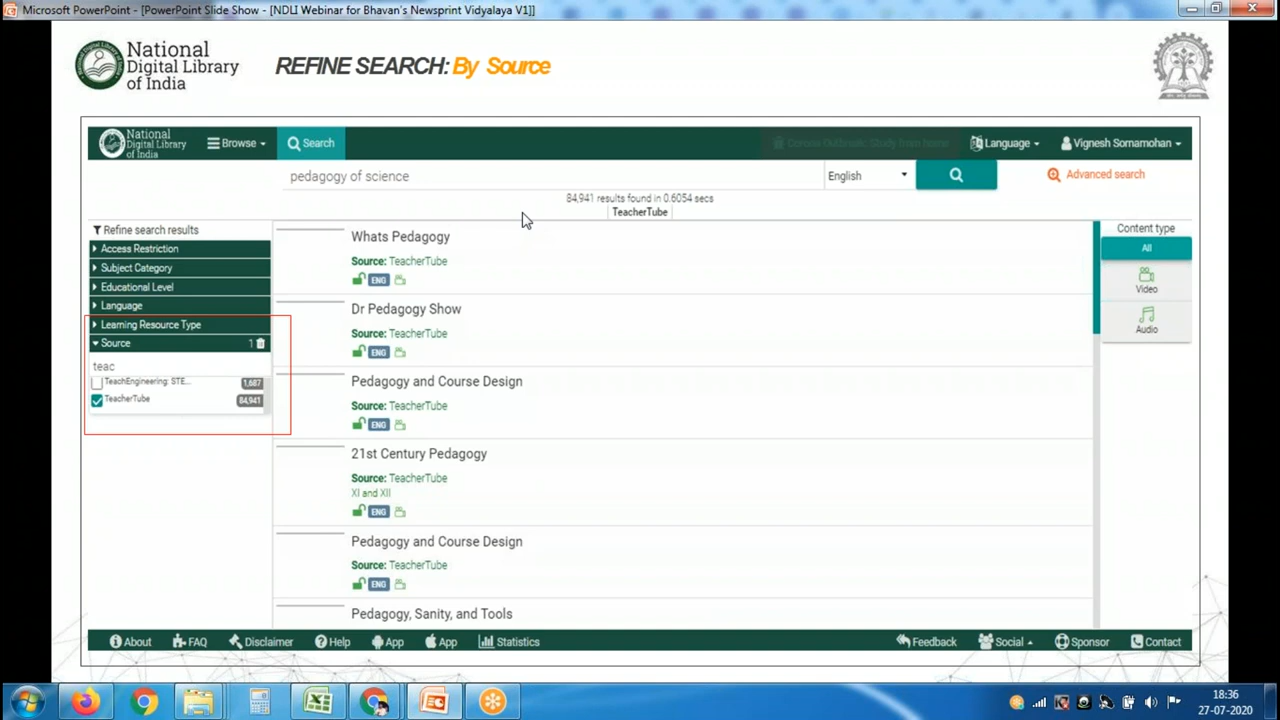 Microsoft PowerPoint - [PowerPoint Slide Show - [NDLI Webinar for Bhavan's Newsprint Vidyalaya V1]]
National
Digital Library
of India
REFINE SEARCH: By Source
National
Digital Library
of India
Browse
Search
Language
Vignesh Sornamohan
pedagogy of science
English
Advanced search
84,941 results found in 0.6054 secs
TeacherTube
Refine search results
Access Restriction
Subject Category
Educational Level
Language
Learning Resource Type
Source 1
teac
TeachEngineering: STE... 1,687
TeacherTube 84,941
Whats Pedagogy
Source: TeacherTube
ENG
Dr Pedagogy Show
Source: TeacherTube
ENG
Pedagogy and Course Design
Source: TeacherTube
ENG
21st Century Pedagogy
Source: TeacherTube
XI and XII
ENG
Pedagogy and Course Design
Source: TeacherTube
ENG
Pedagogy, Sanity, and Tools
Content type
All
Video
Audio
About FAQ Disclaimer Help App App Statistics Feedback Social Sponsor Contact
18:36
27-07-2020